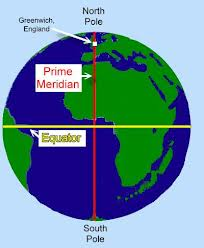 North
Pole
Greenwich,
England
Prime
Meridian
Equator
South
Pole